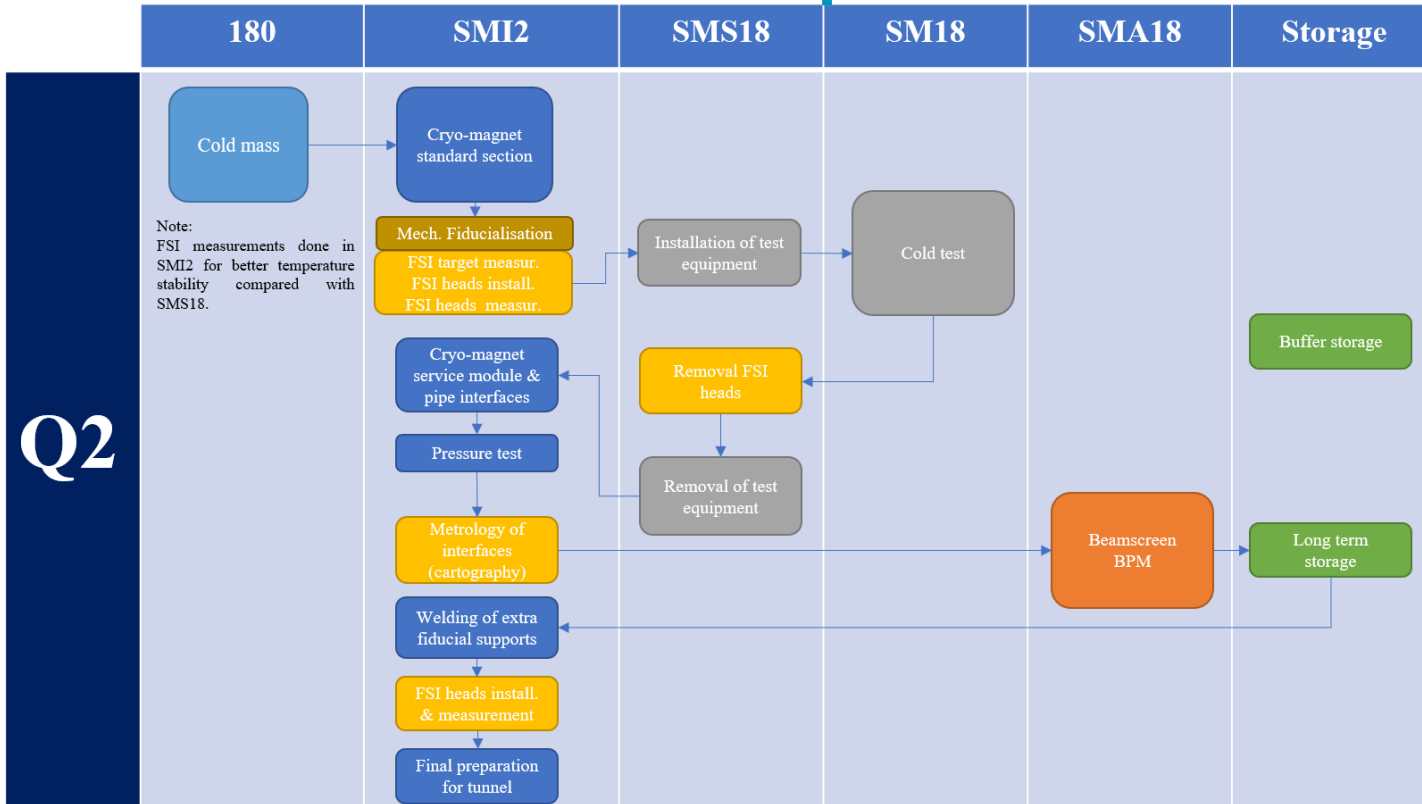 180
SMI2
SMS18
SM18
SMA18
Storage
Q2
Cold mass
Cryo-magnet
standard section
Note:
FSI measurements done in
SMI2 for better temperature
stability compared with
SMS18.
Mech. Fiducialisation
FSI target measur.
FSI heads install.
FSI heads measur.
Installation of test
equipment
Cold test
Buffer storage
Cryo-magnet
service module &
pipe interfaces
Removal FSI
heads
Pressure test
Removal of test
equipment
Metrology of
interfaces
(cartography)
Beamscreen
BPM
Long term
storage
Welding of extra
fiducial supports
FSI heads install.
& measurement
Final preparation
for tunnel